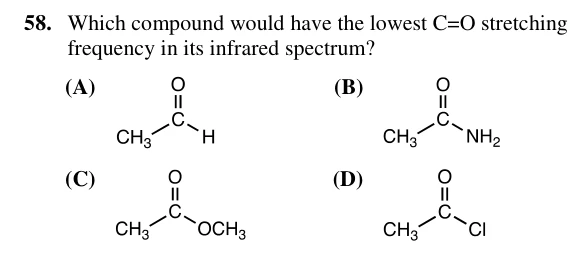 58. Which compound would have the lowest C=O stretching
frequency in its infrared spectrum?
(A)
O
C
CH₃ H
(B)
O
C
CH₃ NH₂
(C)
O
C
CH₃ OCH₃
(D)
O
C
CH₃ Cl